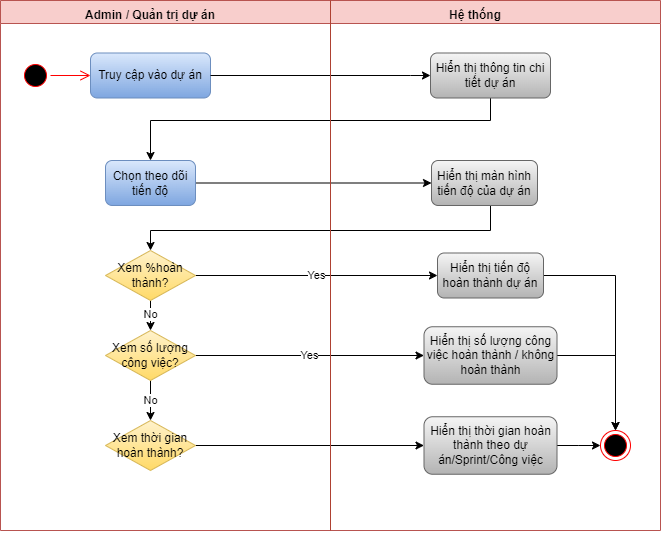 Admin / Quản trị dự án
Hệ thống
Truy cập vào dự án
Hiển thị thông tin chi
tiết dự án
Chọn theo dõi
tiến độ
Hiển thị màn hình
tiến độ của dự án
Xem %hoàn
thành?
Yes
Hiển thị tiến độ
hoàn thành dự án
No
Xem số lượng
công việc?
Yes
Hiển thị số lượng công
việc hoàn thành / không
hoàn thành
No
Xem thời gian
hoàn thành?
Hiển thị thời gian hoàn
thành theo dự
án/Sprint/Công việc